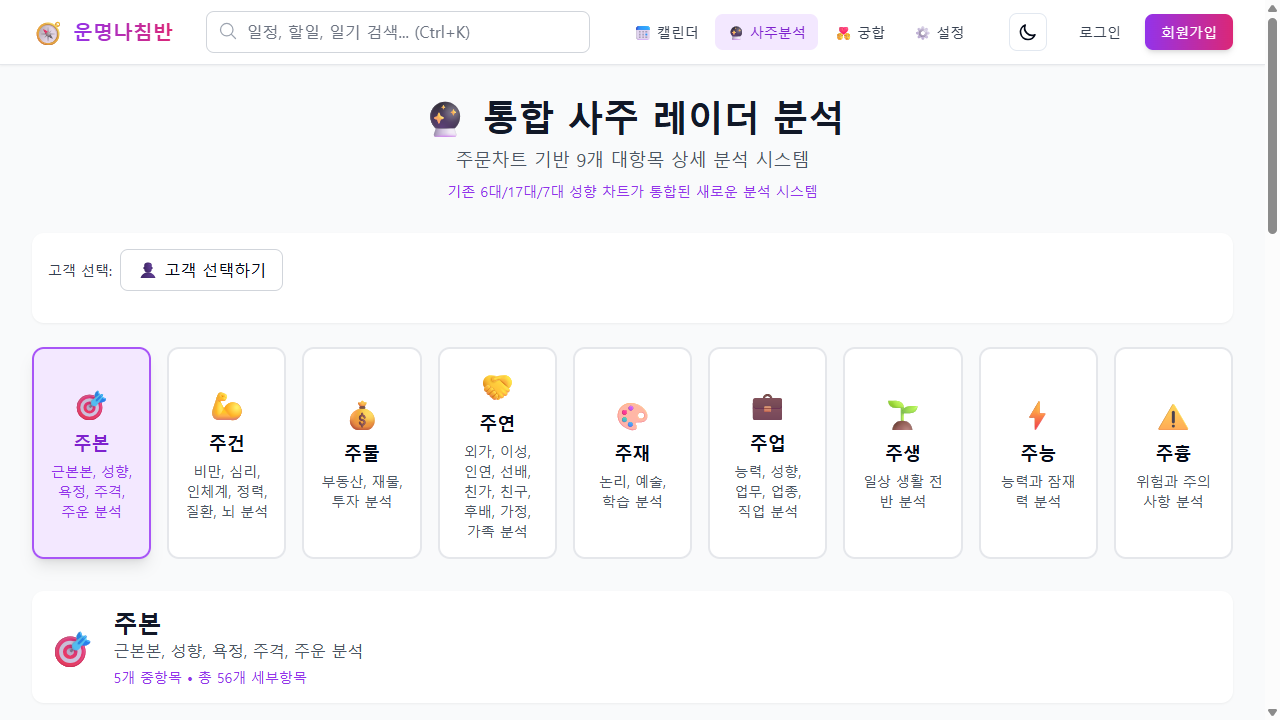 운명나침반
일정, 할일, 일기 검색... (Ctrl+K)
캘린더
사주분석
궁합
설정
로그인
회원가입
통합 사주 레이더 분석
주문차트 기반 9개 대항목 상세 분석 시스템
기존 6대/17대/7대 성향 차트가 통합된 새로운 분석 시스템
고객 선택:
고객 선택하기
주본
근본본, 성향,
욕정, 주격,
주운 분석
주건
비만, 심리,
인체계, 정력,
질환, 뇌 분석
주물
부동산, 재물,
투자 분석
주연
외가, 이성,
인연, 선배,
친가, 친구,
후배, 가정,
가족 분석
주재
논리, 예술,
학습 분석
주업
능력, 성향,
업무, 업종,
직업 분석
주생
일상 생활 전
반 분석
주능
능력과 잠재
력 분석
주흉
위험과 주의
사항 분석
주본
근본본, 성향, 욕정, 주격, 주운 분석
5개 중항목 • 총 56개 세부항목